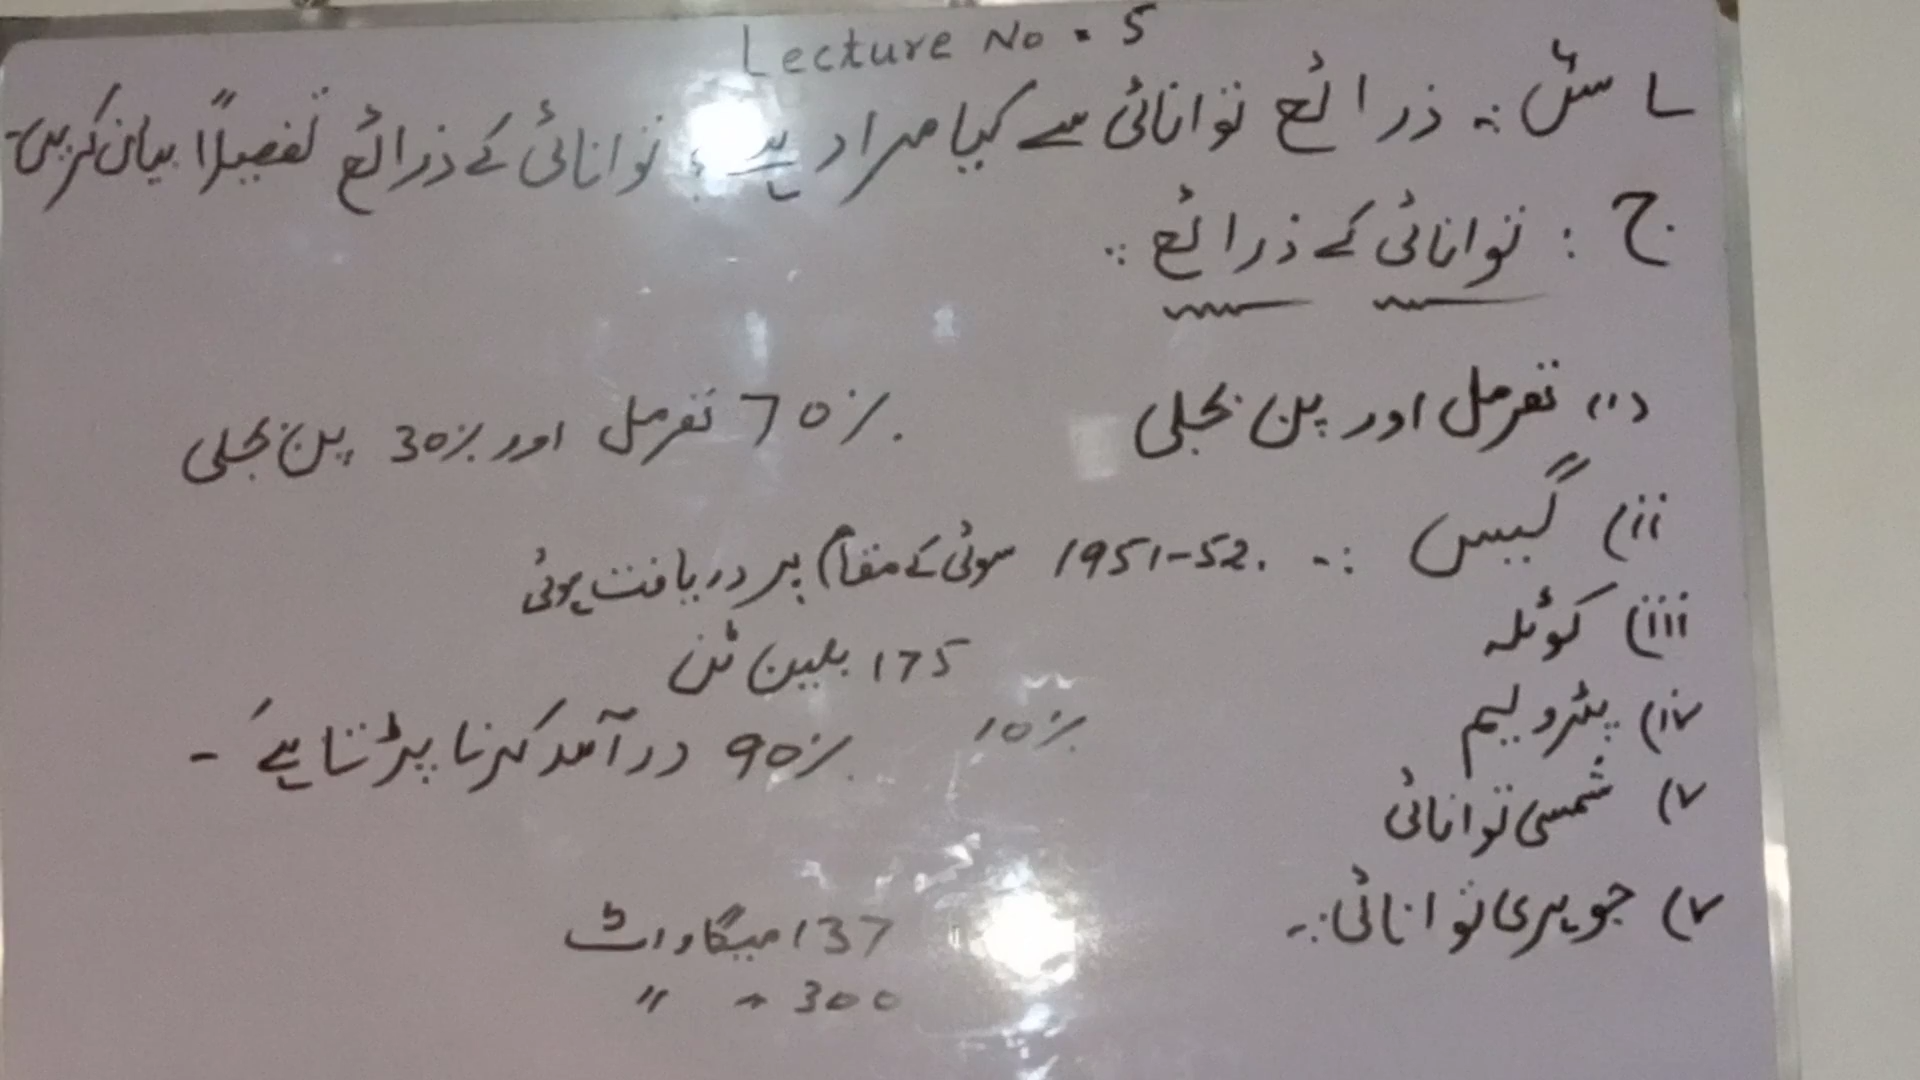 Lecture No. 5
سٹ :۔ ذرائع توانائی سے کیا مراد ہے؟ توانائی کے ذرائع تفصیلاً بیان کریں۔
ج : توانائی کے ذرائع :۔
(i) تھرمل اور پن بجلی 70% تھرمل اور 30% پن بجلی
(ii گیس :۔ 1951-52. سوئی کے مقام پر دریافت ہوئی
(iii کوئلہ
175 بلین ٹن
(iv پٹرولیم 10% 90% درآمد کرنا پڑتا ہے۔
(v شمسی توانائی
(v جوہری توانائی:۔ 137 میگاواٹ
300 " "